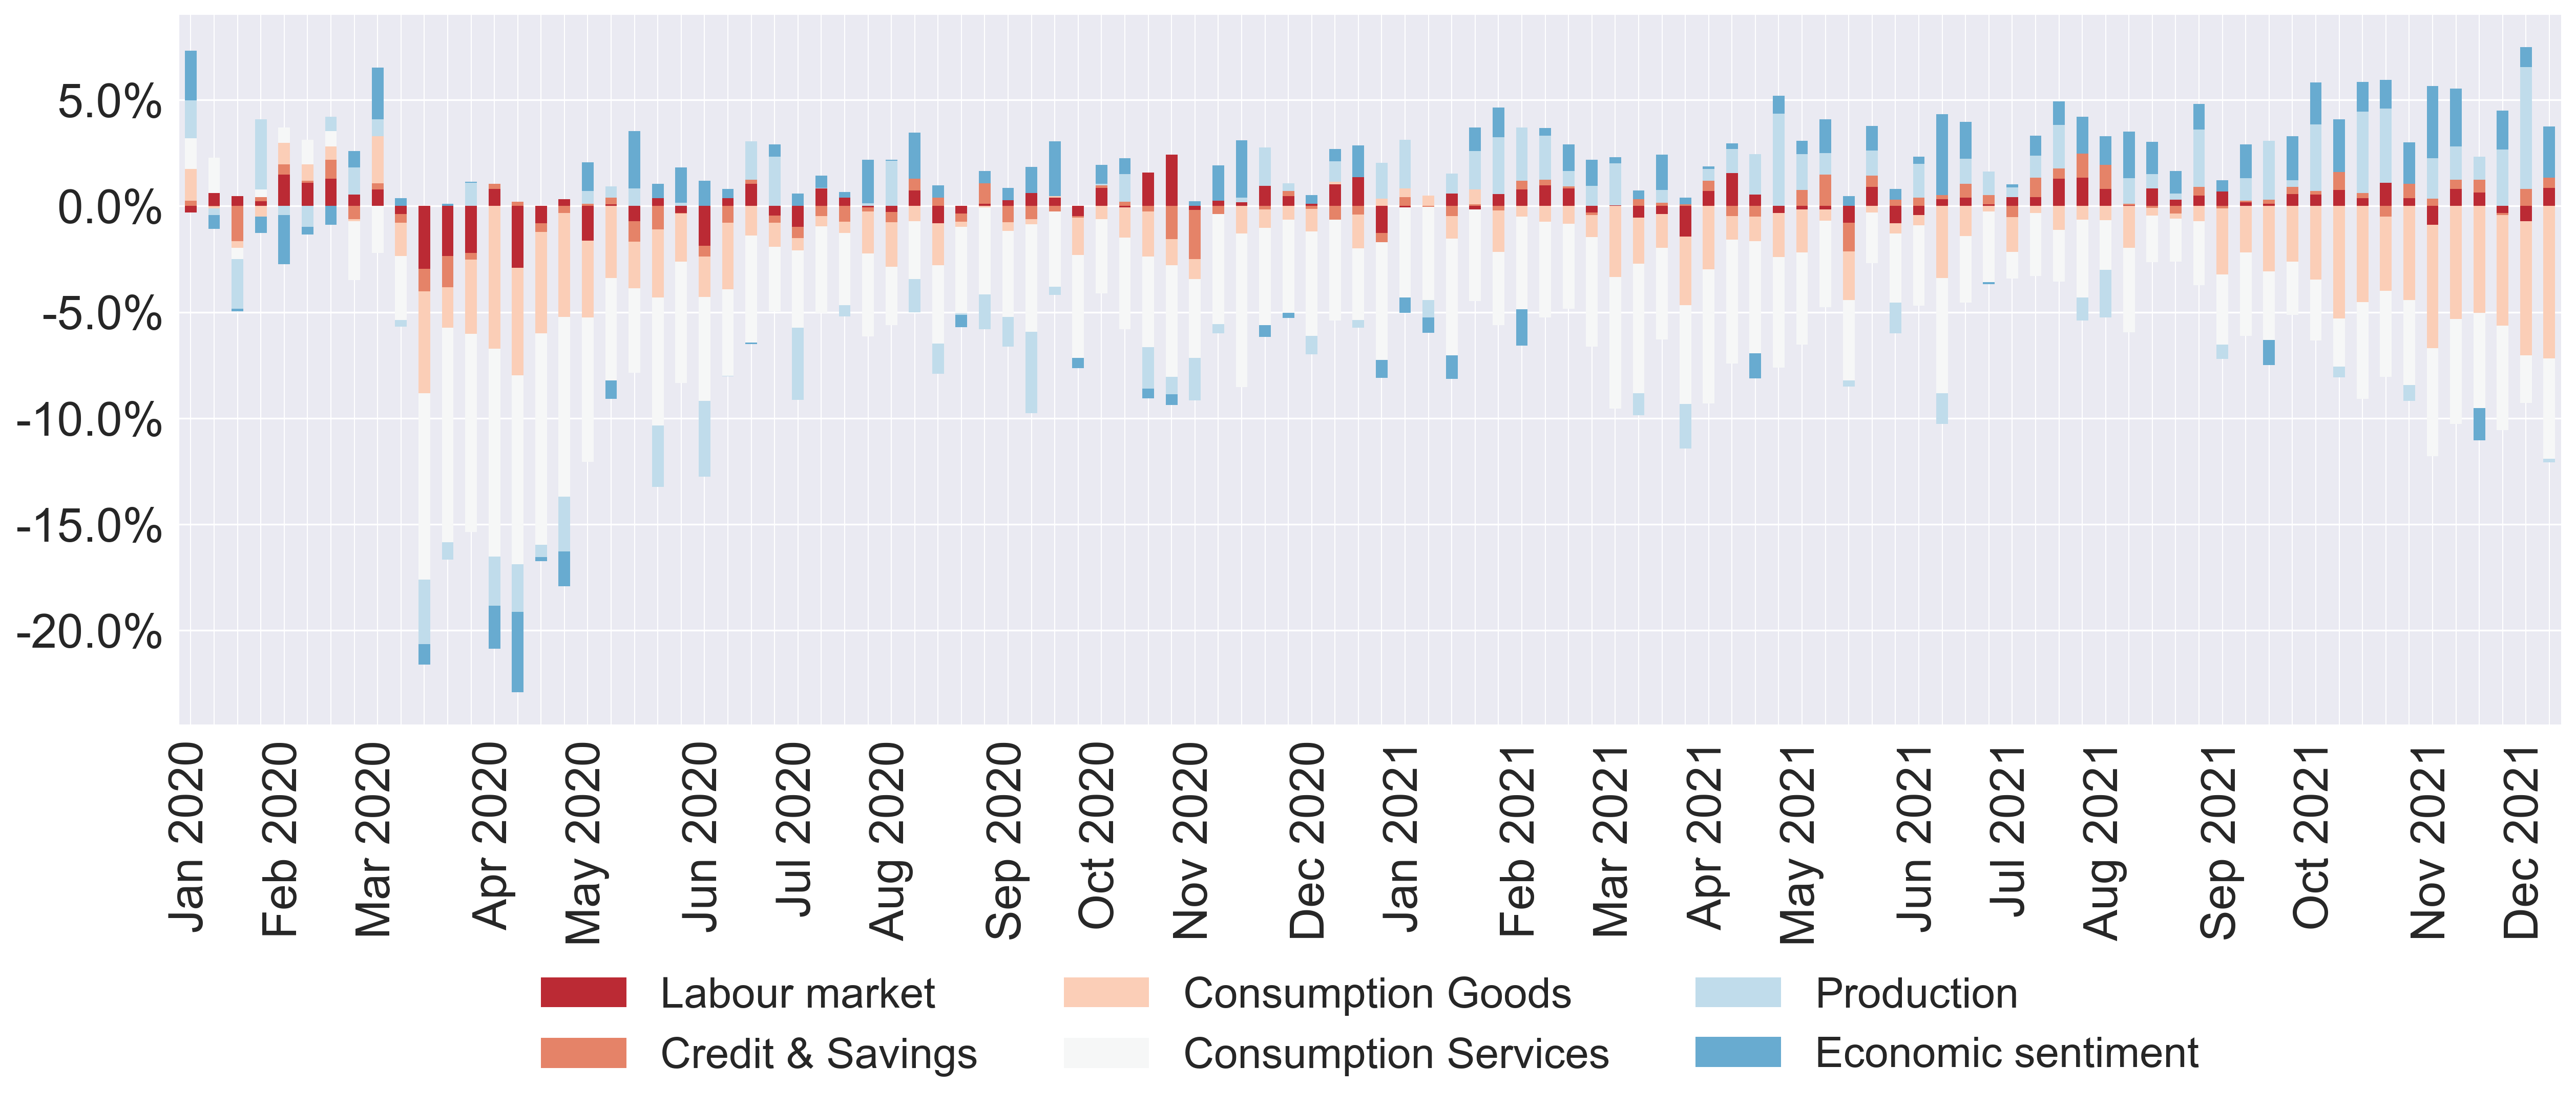 5.0%
0.0%
-5.0%
-10.0%
-15.0%
-20.0%
Jan 2020
Feb 2020
Mar 2020
Apr 2020
May 2020
Jun 2020
Jul 2020
Aug 2020
Sep 2020
Oct 2020
Nov 2020
Dec 2020
Jan 2021
Feb 2021
Mar 2021
Apr 2021
May 2021
Jun 2021
Jul 2021
Aug 2021
Sep 2021
Oct 2021
Nov 2021
Dec 2021
Labour market
Consumption Goods
Production
Credit & Savings
Consumption Services
Economic sentiment